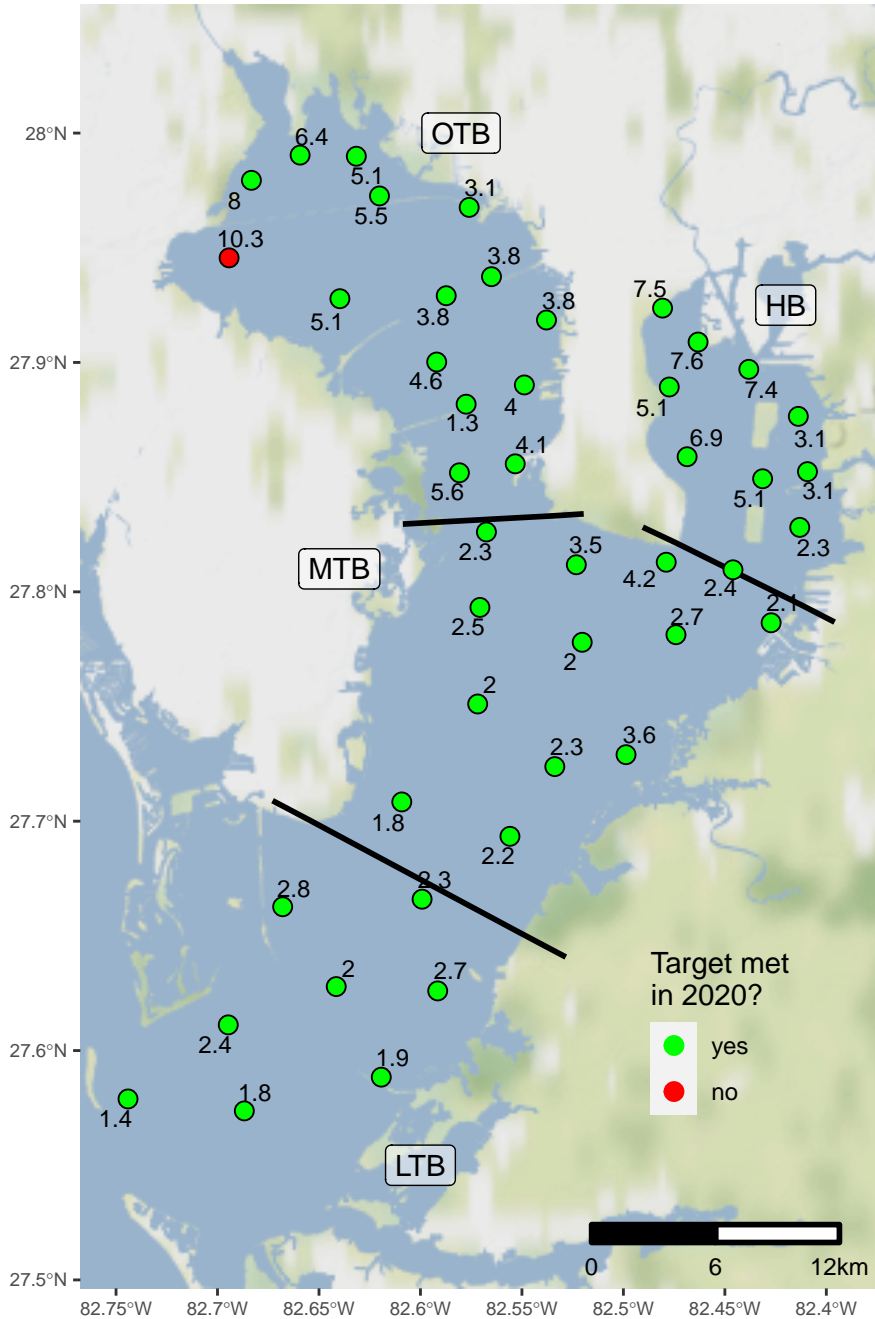 28°N
27.9°N
27.8°N
27.7°N
27.6°N
27.5°N
OTB
6.4
5.1
8
5.5
3.1
10.3
3.8
5.1
3.8
3.8
4.6
4
1.3
4.1
5.6
HB
7.5
7.6
7.4
5.1
3.1
6.9
5.1
3.1
2.3
MTB
2.3
3.5
4.2
2.4
2.1
2.5
2.7
2
2
2.3
3.6
1.8
2.2
2.3
2.8
2
2.7
2.4
1.9
1.4
1.8
LTB
Target met
in 2020?
yes
no
0 6 12km
82.75°W 82.7°W 82.65°W 82.6°W 82.55°W 82.5°W 82.45°W 82.4°W